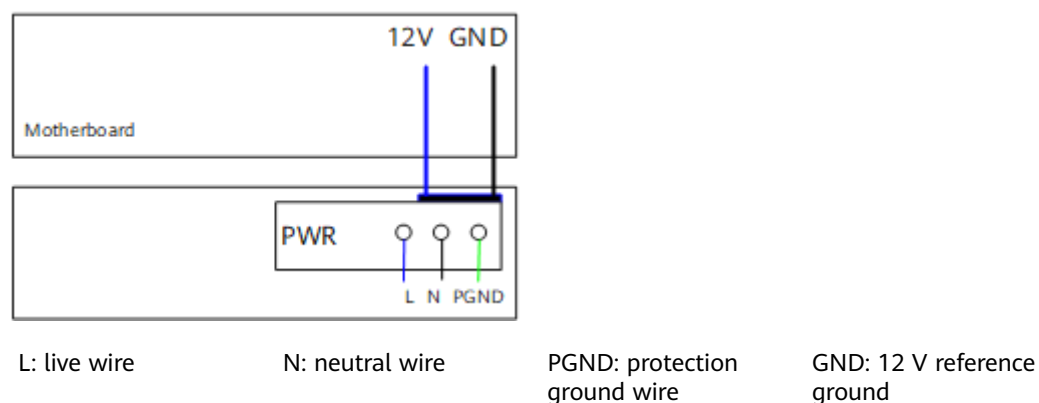 12V GND
Motherboard
PWR
L N PGND
L: live wire
N: neutral wire
PGND: protection
ground wire
GND: 12 V reference
ground